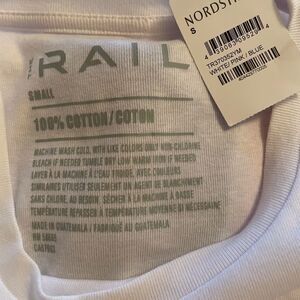 THE
RAIL
SMALL
100% COTTON/COTON
MACHINE WASH COLD, WITH LIKE COLORS ONLY NON-CHLORINE
BLEACH IF NEEDED TUMBLE DRY LOW WARM IRON IF NEEDED
LAVER À LA MACHINE À L'EAU FROIDE, AVEC COULEURS
SIMILAIRES UTILISER SEULEMENT UN AGENT DE BLANCHIMENT
SANS CHLORE, AU BESOIN, SÉCHER À LA MACHINE À BASSE
TEMPÉRATURE REPASSER À TEMPÉRATURE MOYENNE SI NÉCESSAIRE
MADE IN GUATEMALA / FABRIQUÉ AU GUATEMALA
NORDST
S
TR370352YM
WHITE/ PINK / BLUE